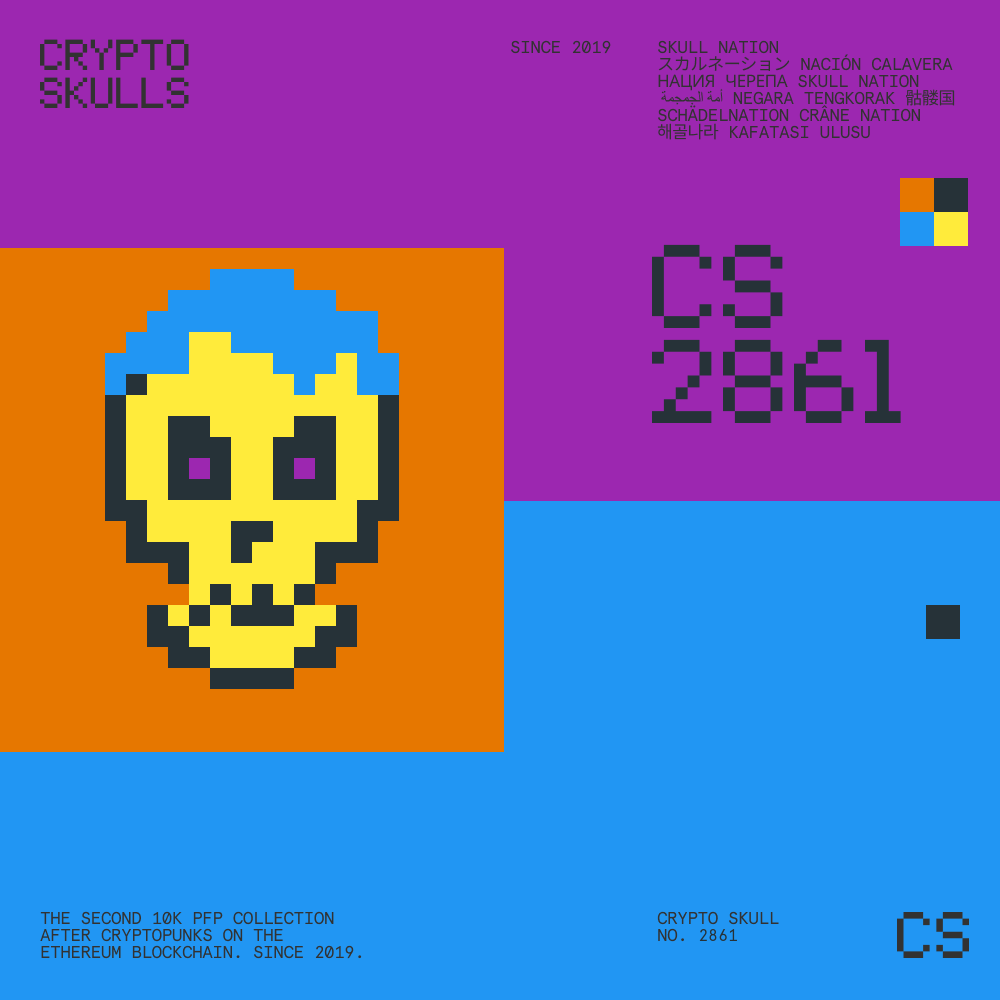 CRYPTO
SKULLS
SINCE 2019
SKULL NATION
スカルネーション NACIÓN CALAVERA
НАЦИЯ ЧЕРЕПА SKULL NATION
أمة الجمجمة NEGARA TENGKORAK 骷髅国
SCHÄDELNATION CRÂNE NATION
해골나라 KAFATASI ULUSU
CS
2861
THE SECOND 10K PFP COLLECTION
AFTER CRYPTOPUNKS ON THE
ETHEREUM BLOCKCHAIN. SINCE 2019.
CRYPTO SKULL
NO. 2861
CS